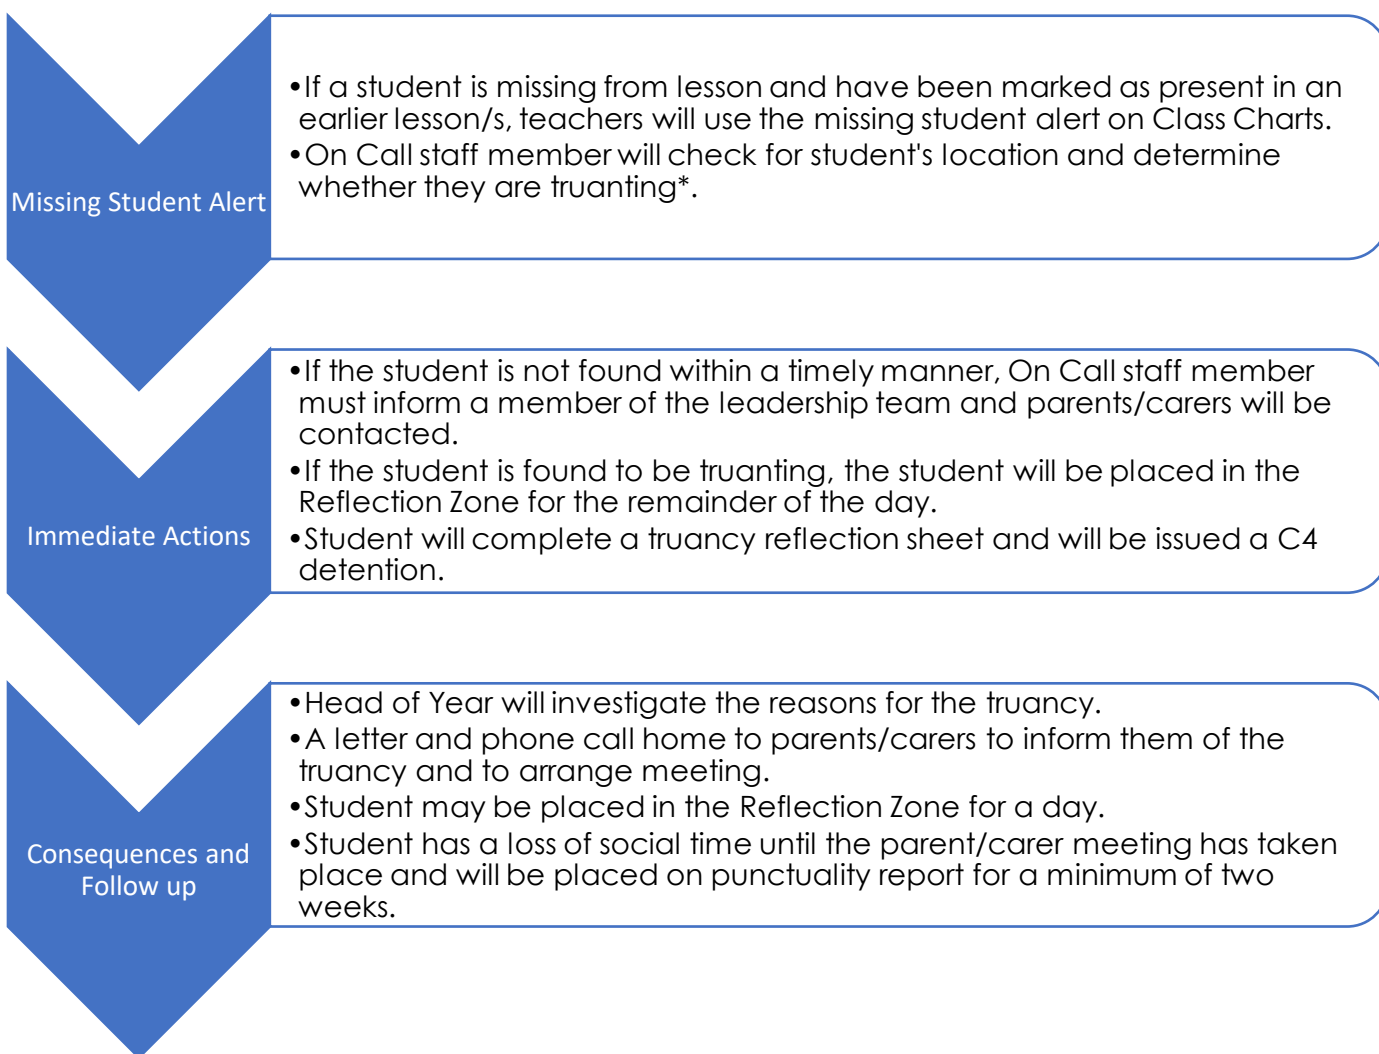 Missing Student Alert
•If a student is missing from lesson and have been marked as present in an
earlier lesson/s, teachers will use the missing student alert on Class Charts.
•On Call staff member will check for student's location and determine
whether they are truanting*.
Immediate Actions
•If the student is not found within a timely manner, On Call staff member
must inform a member of the leadership team and parents/carers will be
contacted.
•If the student is found to be truanting, the student will be placed in the
Reflection Zone for the remainder of the day.
•Student will complete a truancy reflection sheet and will be issued a C4
detention.
Consequences and
Follow up
•Head of Year will investigate the reasons for the truancy.
•A letter and phone call home to parents/carers to inform them of the
truancy and to arrange meeting.
•Student may be placed in the Reflection Zone for a day.
•Student has a loss of social time until the parent/carer meeting has taken
place and will be placed on punctuality report for a minimum of two
weeks.